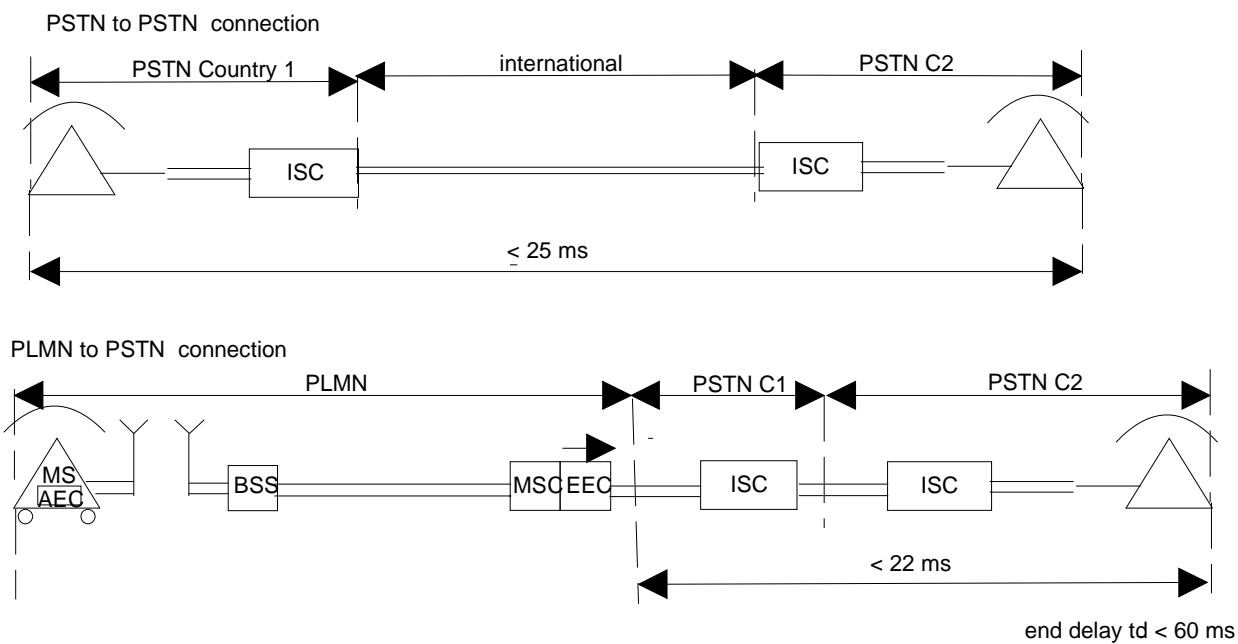 PSTN to PSTN connection
PSTN Country 1
international
PSTN C2
ISC
ISC
< 25 ms
PLMN to PSTN connection
PLMN
PSTN C1
PSTN C2
MS
AEC
BSS
MSC
EEC
ISC
ISC
< 22 ms
end delay td < 60 ms